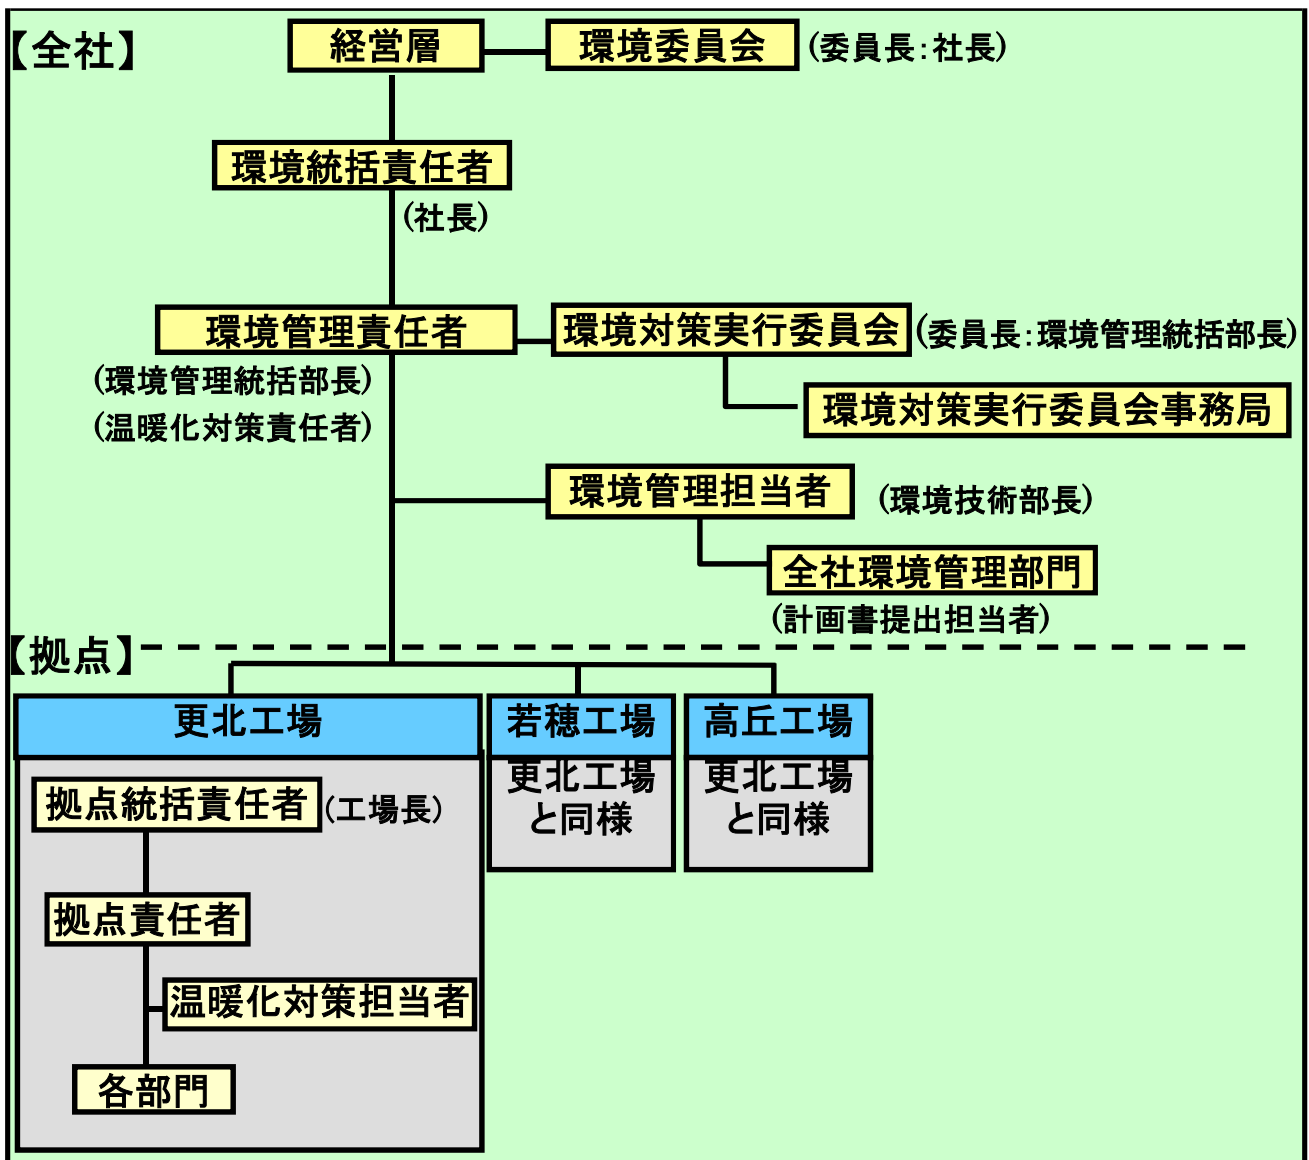 【全社】
経営層
環境委員会
(委員長:社長)
環境統括責任者
(社長)
環境管理責任者
環境対策実行委員会
(委員長:環境管理統括部長)
(環境管理統括部長)
(温暖化対策責任者)
環境対策実行委員会事務局
環境管理担当者
(環境技術部長)
全社環境管理部門
(計画書提出担当者)
【拠点】
更北工場
若穂工場
高丘工場
更北工場
と同様
更北工場
と同様
拠点統括責任者
(工場長)
拠点責任者
温暖化対策担当者
各部門